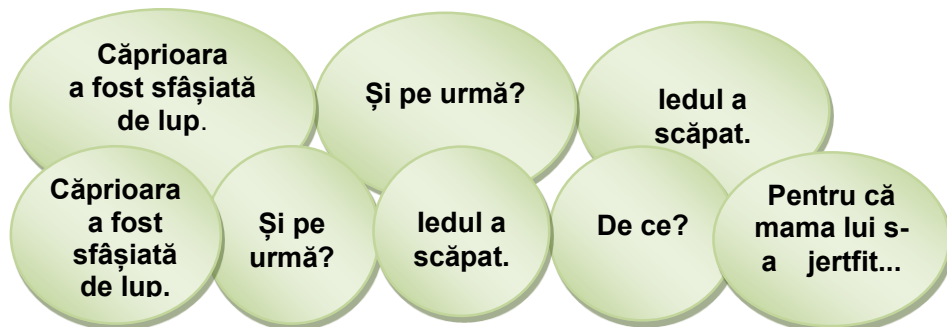 Căprioara
a fost sfâșiată
de lup.
Și pe urmă?
Iedul a
scăpat.
Căprioara
a fost
sfâșiată
de lup.
Și pe
urmă?
Iedul a
scăpat.
De ce?
Pentru că
mama lui s-
a jertfit...